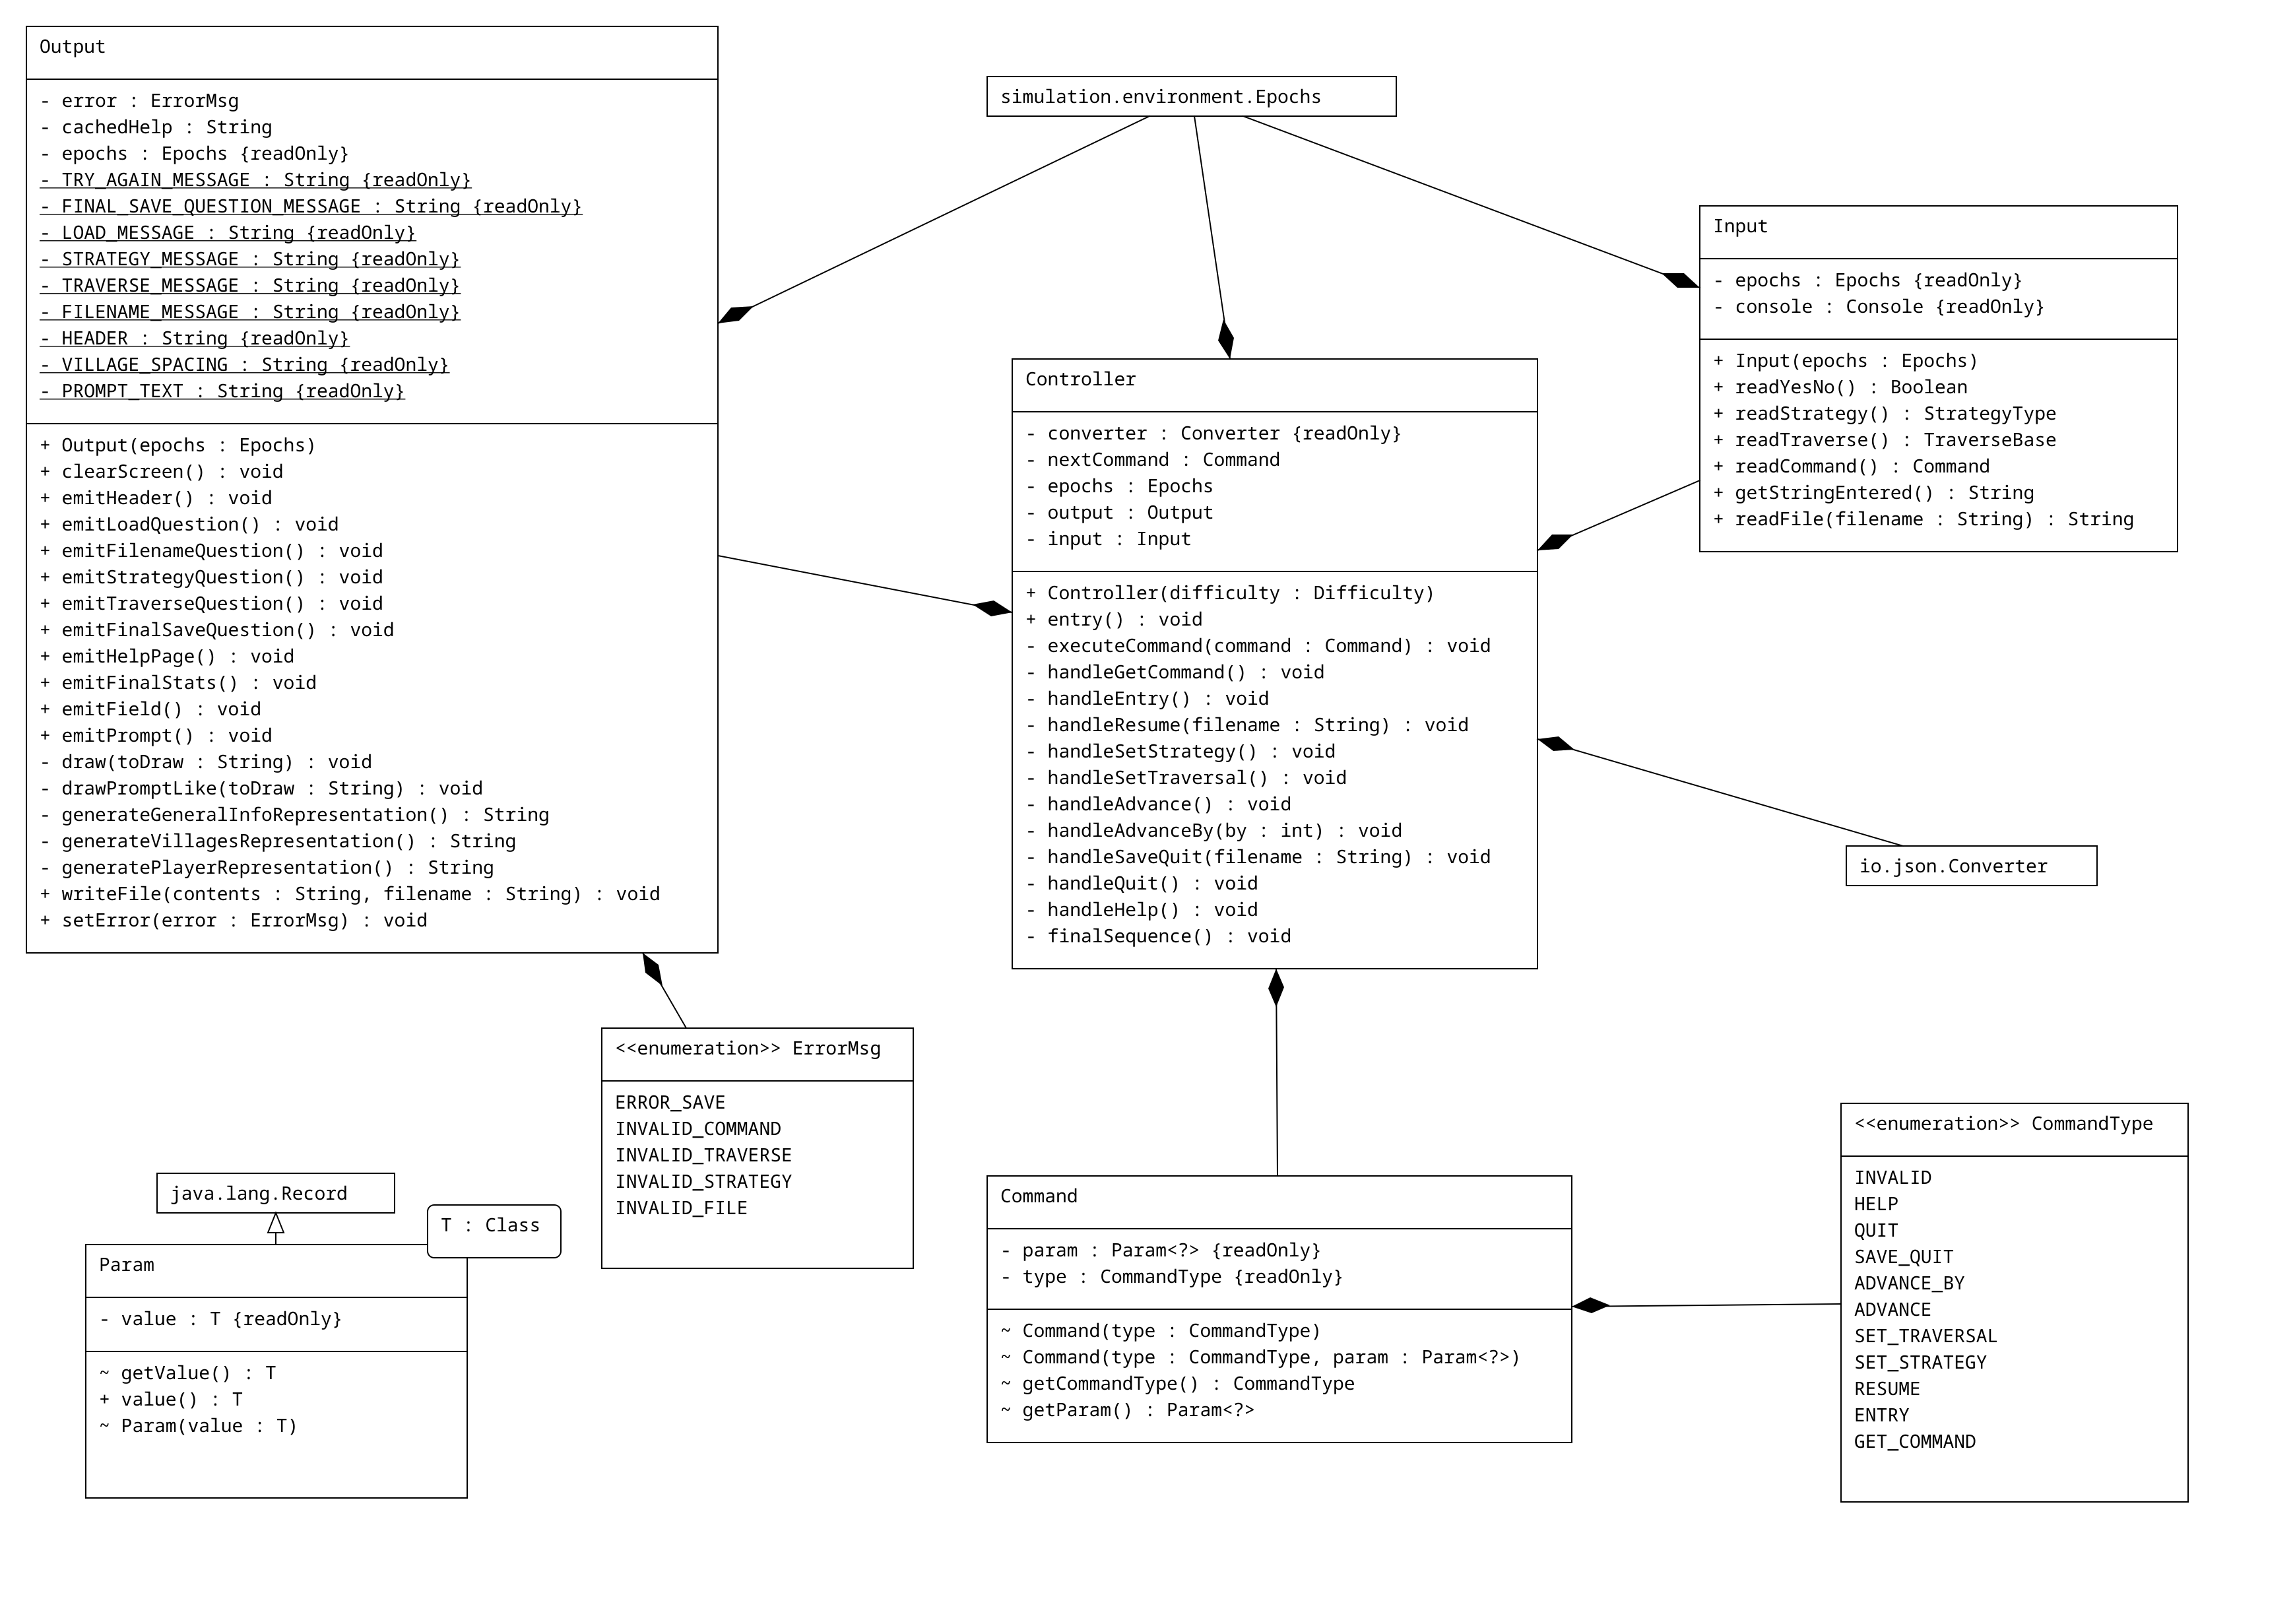 Output
- error : ErrorMsg
- cachedHelp : String
- epochs : Epochs {readOnly}
- TRY_AGAIN_MESSAGE : String {readOnly}
- FINAL_SAVE_QUESTION_MESSAGE : String {readOnly}
- LOAD_MESSAGE : String {readOnly}
- STRATEGY_MESSAGE : String {readOnly}
- TRAVERSE_MESSAGE : String {readOnly}
- FILENAME_MESSAGE : String {readOnly}
- HEADER : String {readOnly}
- VILLAGE_SPACING : String {readOnly}
- PROMPT_TEXT : String {readOnly}
+ Output(epochs : Epochs)
+ clearScreen() : void
+ emitHeader() : void
+ emitLoadQuestion() : void
+ emitFilenameQuestion() : void
+ emitStrategyQuestion() : void
+ emitTraverseQuestion() : void
+ emitFinalSaveQuestion() : void
+ emitHelpPage() : void
+ emitFinalStats() : void
+ emitField() : void
+ emitPrompt() : void
- draw(toDraw : String) : void
- drawPromptLike(toDraw : String) : void
- generateGeneralInfoRepresentation() : String
- generateVillagesRepresentation() : String
- generatePlayerRepresentation() : String
+ writeFile(contents : String, filename : String) : void
+ setError(error : ErrorMsg) : void
simulation.environment.Epochs
Input
- epochs : Epochs {readOnly}
- console : Console {readOnly}
+ Input(epochs : Epochs)
+ readYesNo() : Boolean
+ readStrategy() : StrategyType
+ readTraverse() : TraverseBase
+ readCommand() : Command
+ getStringEntered() : String
+ readFile(filename : String) : String
Controller
- converter : Converter {readOnly}
- nextCommand : Command
- epochs : Epochs
- output : Output
- input : Input
+ Controller(difficulty : Difficulty)
+ entry() : void
- executeCommand(command : Command) : void
- handleGetCommand() : void
- handleEntry() : void
- handleResume(filename : String) : void
- handleSetStrategy() : void
- handleSetTraversal() : void
- handleAdvance() : void
- handleAdvanceBy(by : int) : void
- handleSaveQuit(filename : String) : void
- handleQuit() : void
- handleHelp() : void
- finalSequence() : void
io.json.Converter
<<enumeration>> ErrorMsg
ERROR_SAVE
INVALID_COMMAND
INVALID_TRAVERSE
INVALID_STRATEGY
INVALID_FILE
java.lang.Record
T : Class
Param
- value : T {readOnly}
~ getValue() : T
+ value() : T
~ Param(value : T)
Command
- param : Param<?> {readOnly}
- type : CommandType {readOnly}
~ Command(type : CommandType)
~ Command(type : CommandType, param : Param<?>)
~ getCommandType() : CommandType
~ getParam() : Param<?>
<<enumeration>> CommandType
INVALID
HELP
QUIT
SAVE_QUIT
ADVANCE_BY
ADVANCE
SET_TRAVERSAL
SET_STRATEGY
RESUME
ENTRY
GET_COMMAND